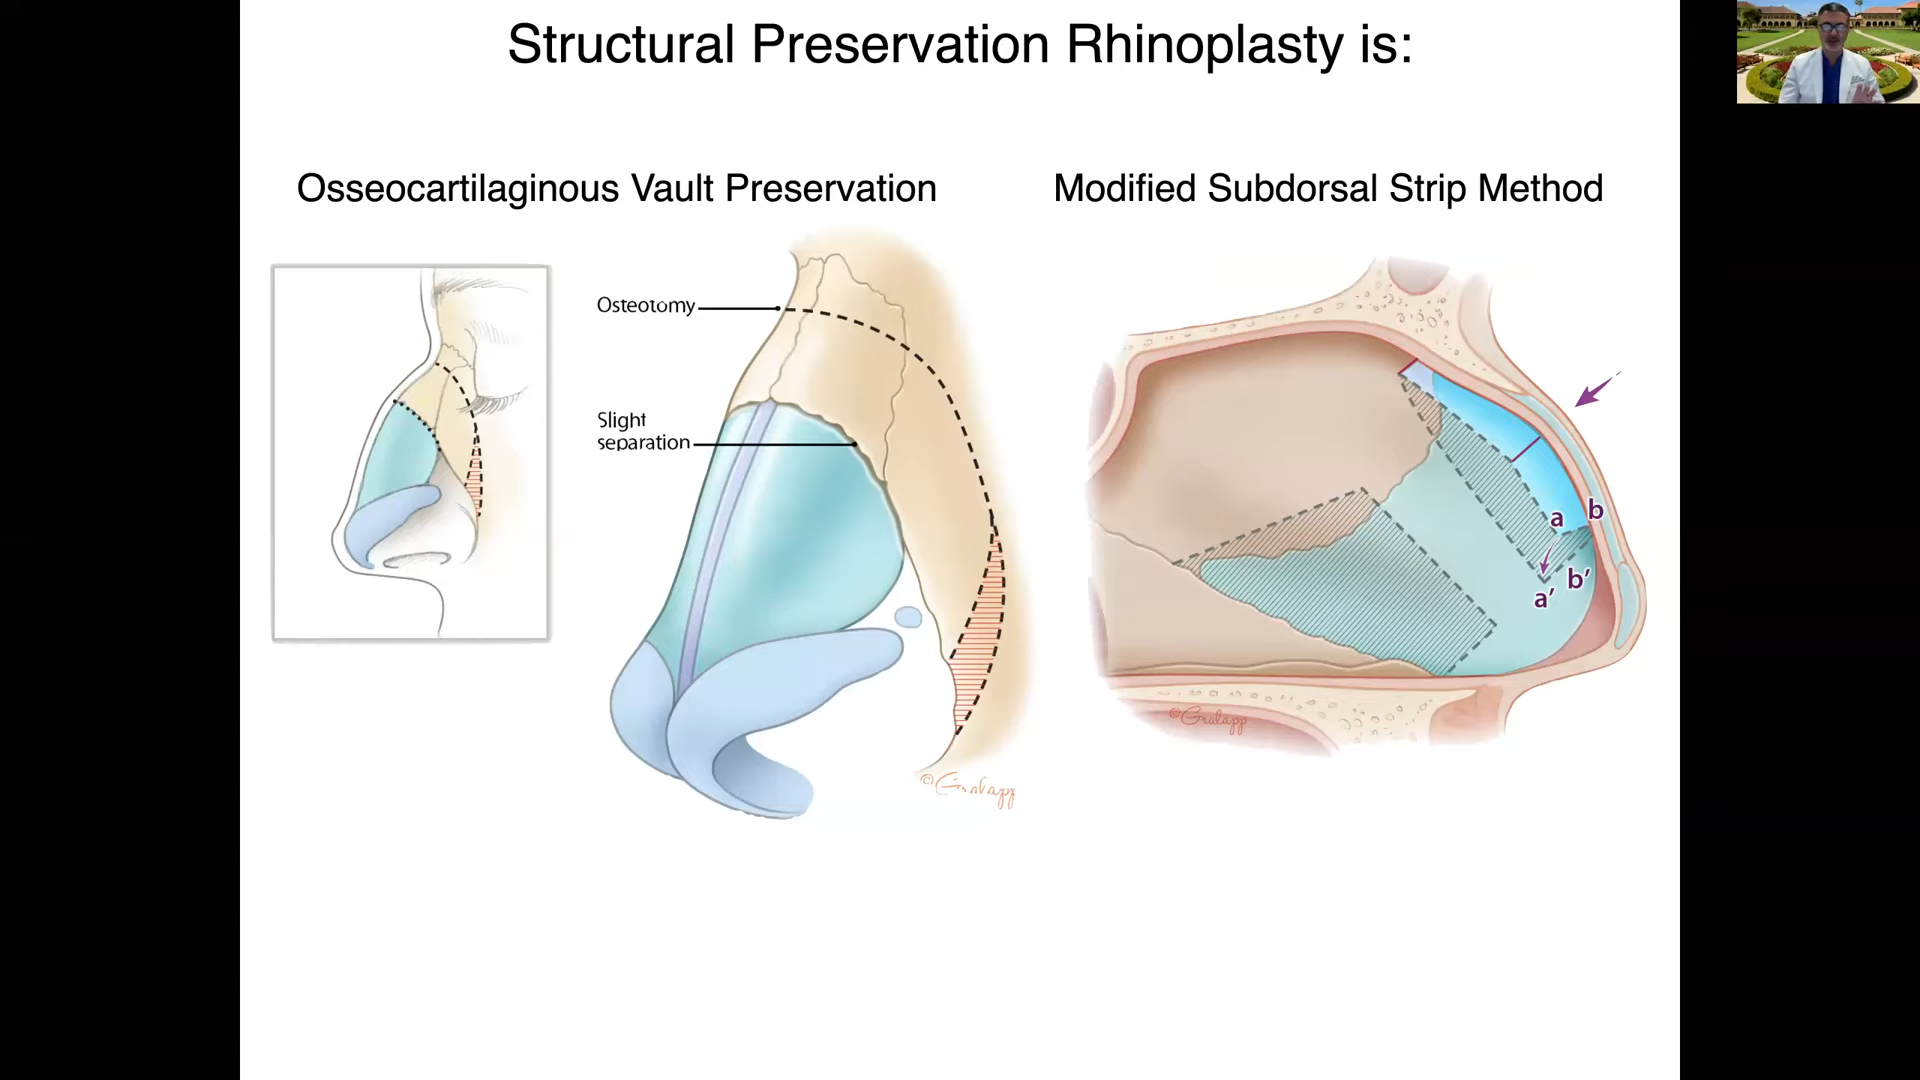 Structural Preservation Rhinoplasty is:
Osseocartilaginous Vault Preservation
Modified Subdorsal Strip Method
Osteotomy
Slight
separation
a
b
b′
a′
©Gralapp
©Gralapp